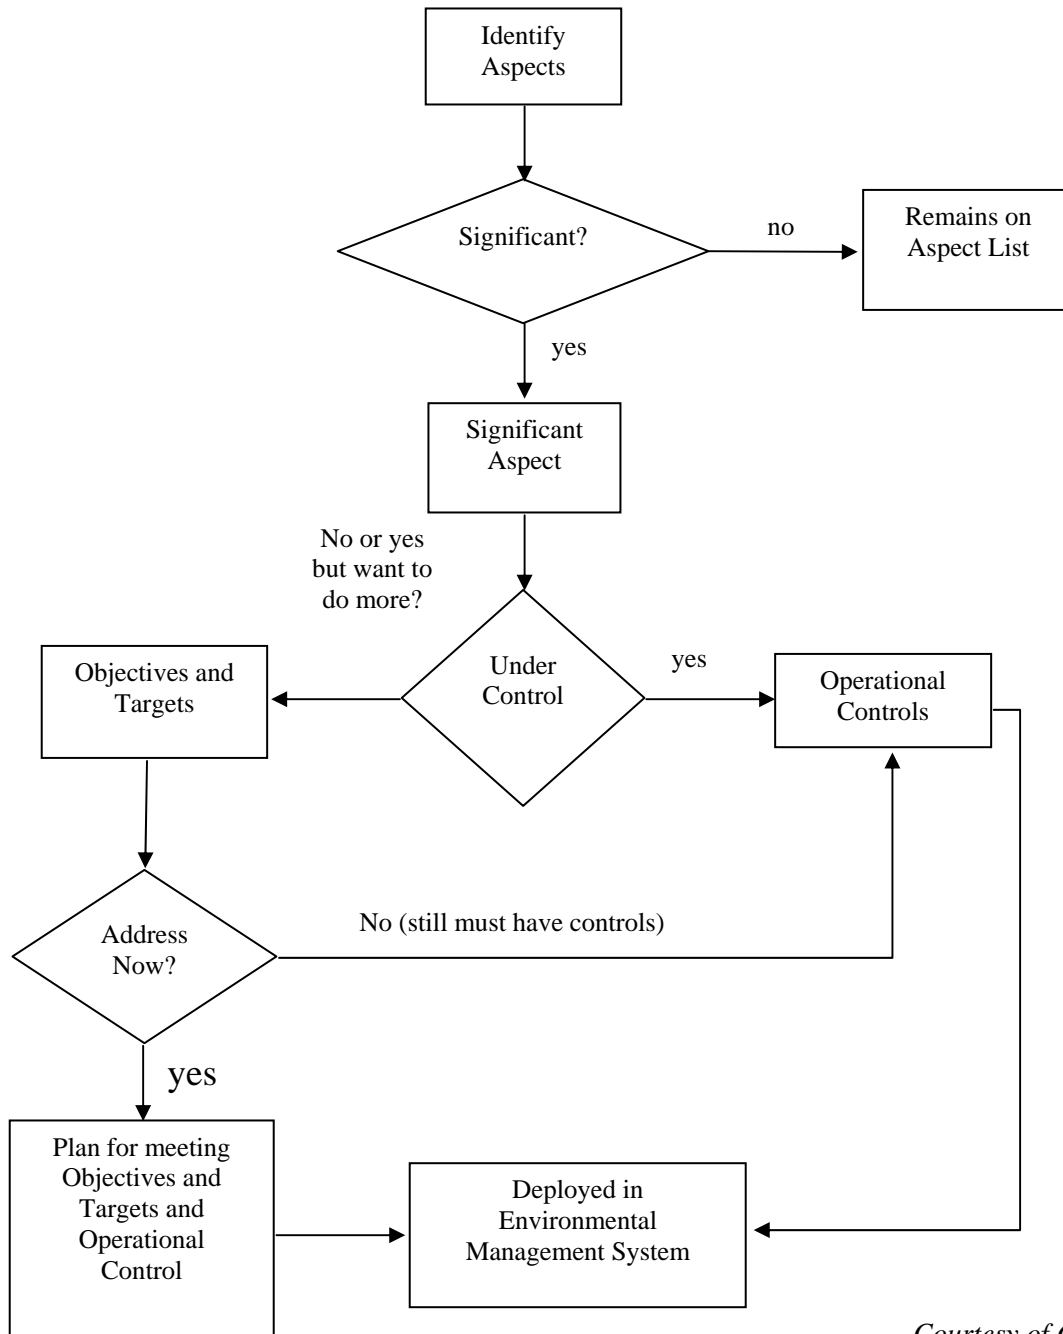 Identify
Aspects
Significant?
no
Remains on
Aspect List
yes
Significant
Aspect
No or yes
but want to
do more?
Under
Control
yes
Operational
Controls
Objectives and
Targets
Address
Now?
No (still must have controls)
yes
Plan for meeting
Objectives and
Targets and
Operational
Control
Deployed in
Environmental
Management System
Courtesy of